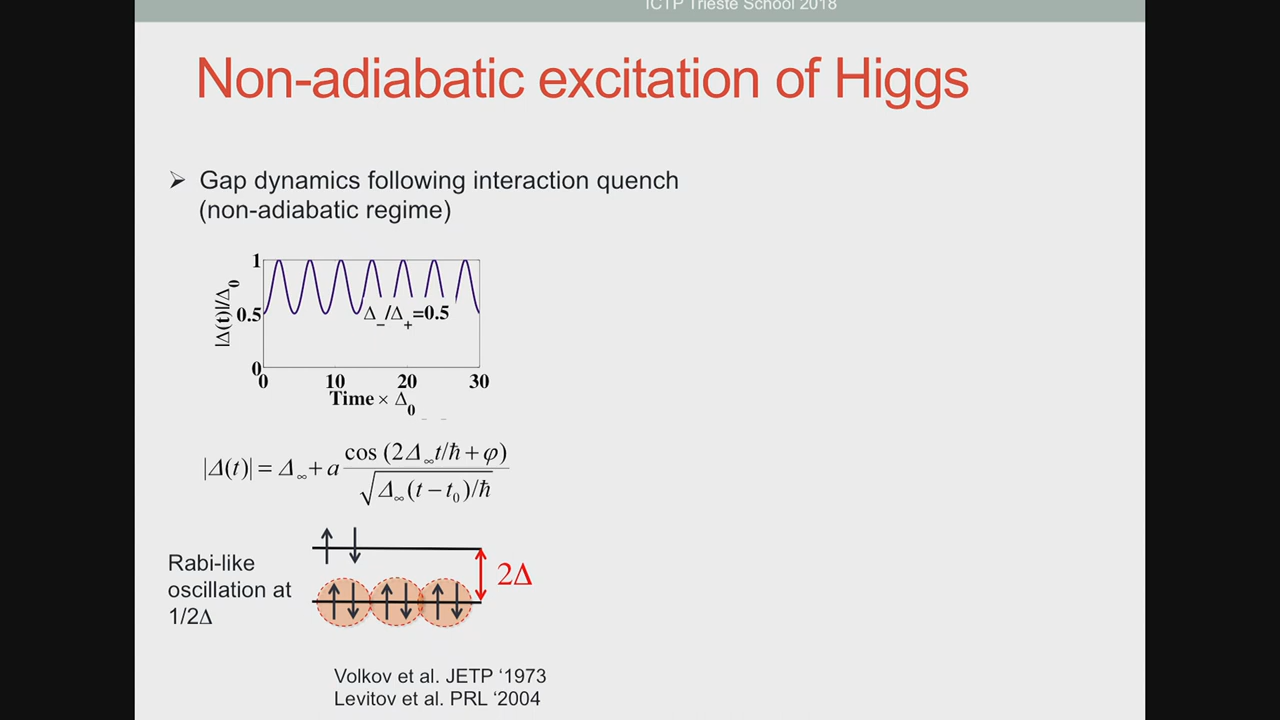 ICTP Trieste School 2018
Non-adiabatic excitation of Higgs
➢ Gap dynamics following interaction quench
(non-adiabatic regime)
|Δ(t)|/Δ₀
1
0.5
0
Δ₋/Δ₊=0.5
0 10 20 30
Time × Δ₀
|Δ(t)| = Δ∞ + a cos (2Δ∞t/ħ + φ) / √Δ∞(t − t₀)/ħ
Rabi-like
oscillation at
1/2Δ
2Δ
Volkov et al. JETP ‘1973
Levitov et al. PRL ‘2004